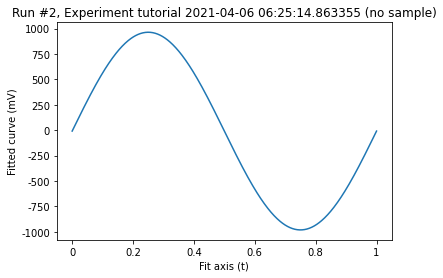 Run #2, Experiment tutorial 2021-04-06 06:25:14.863355 (no sample)
Fitted curve (mV)
1000
750
500
250
0
-250
-500
-750
-1000
0 0.2 0.4 0.6 0.8 1
Fit axis (t)